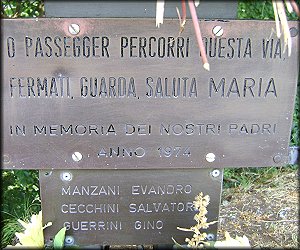 O PASSEGGER PERCORRI QUESTA VIA,
FERMATI, GUARDA, SALUTA MARIA
IN MEMORIA DEI NOSTRI PADRI
ANNO 1974
MANZANI EVANDRO
CECCHINI SALVATOR
GUERRINI GINO